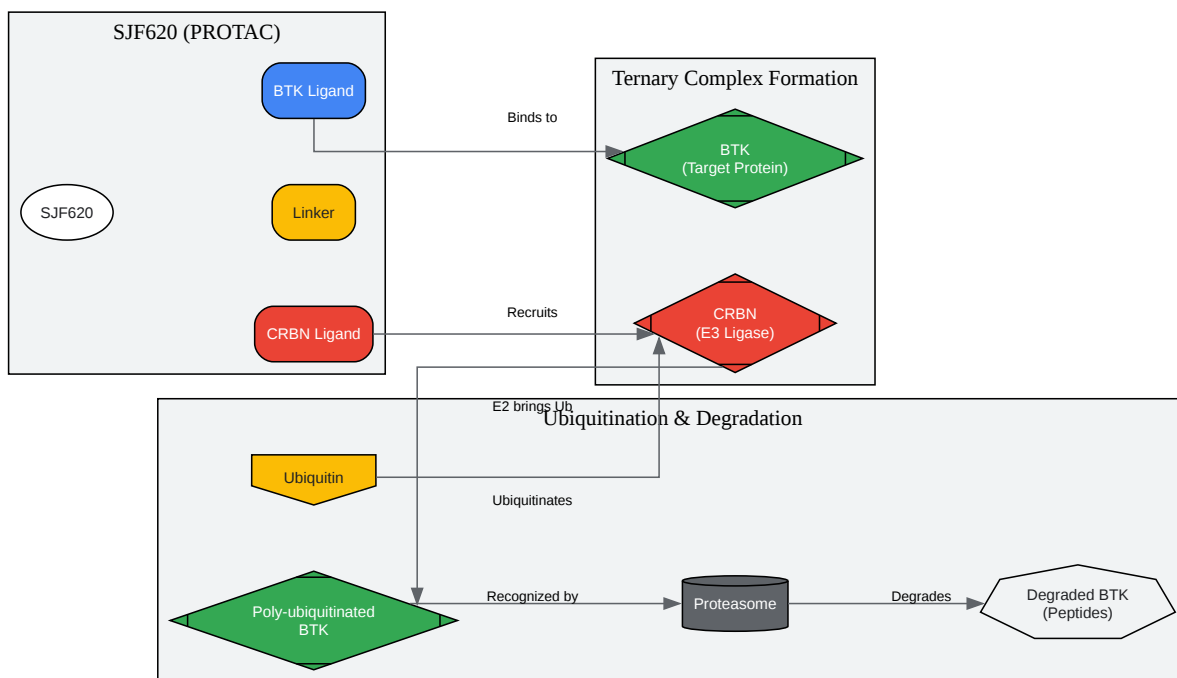 SJF620 (PROTAC)
BTK Ligand
SJF620
Linker
CRBN Ligand
Binds to
Recruits
Ternary Complex Formation
BTK
(Target Protein)
CRBN
(E3 Ligase)
E2 brings Ub
Ubiquitination & Degradation
Ubiquitin
Ubiquitinates
Poly-ubiquitinated
BTK
Recognized by
Proteasome
Degrades
Degraded BTK
(Peptides)